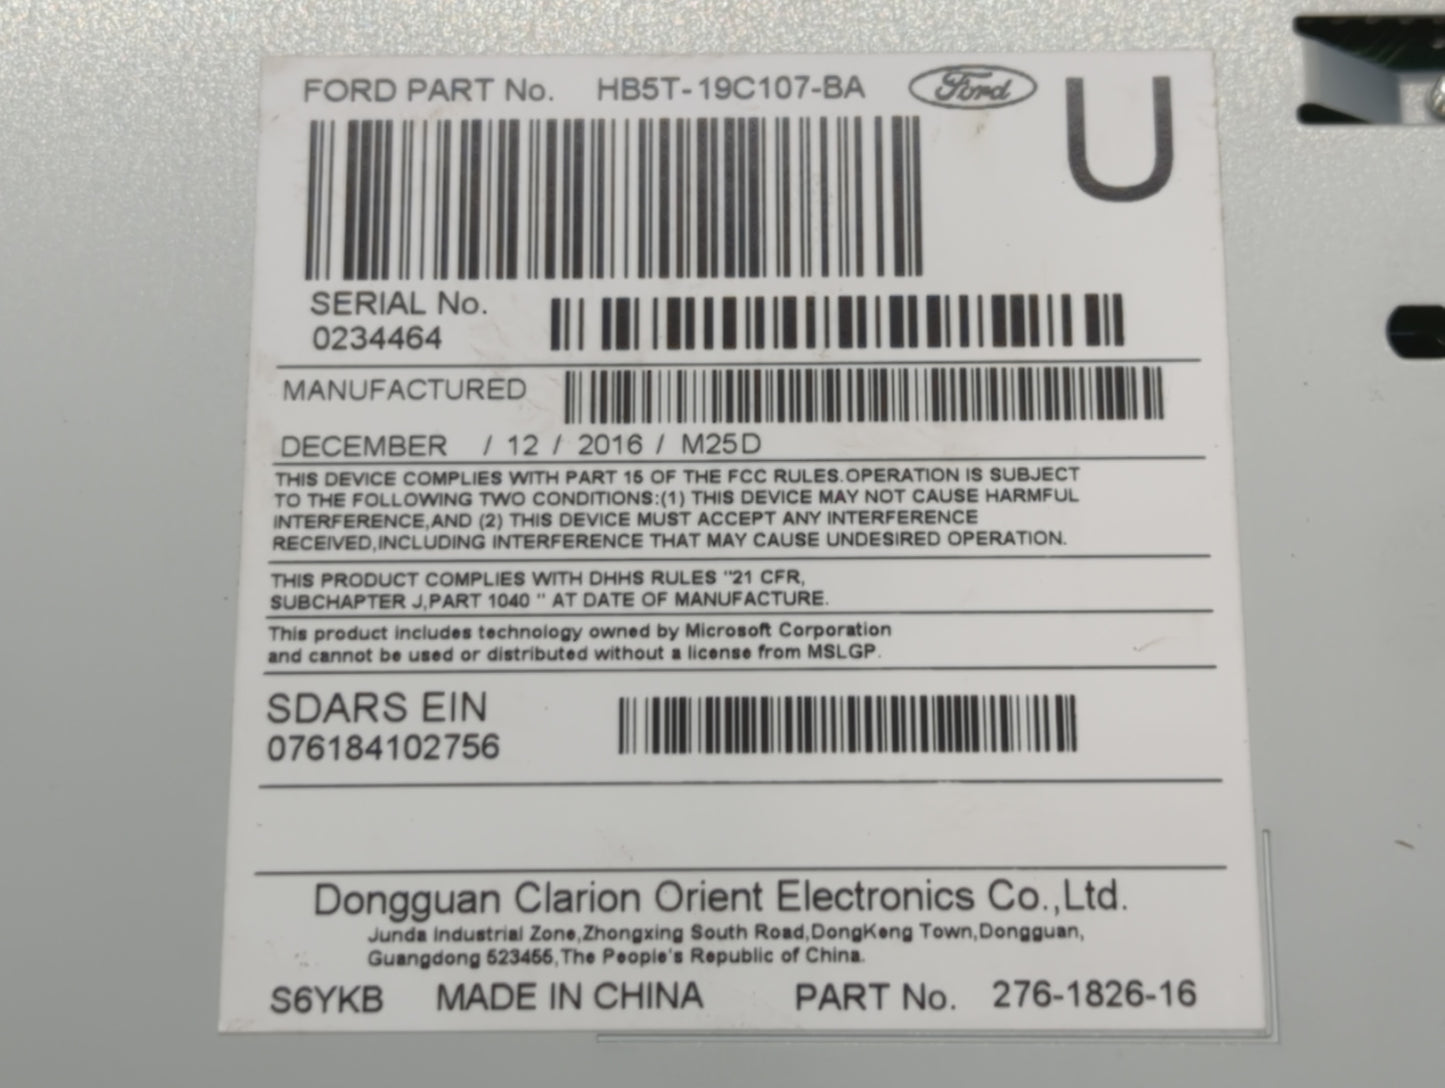 FORD PART No. HB5T-19C107-BA Ford U
SERIAL No.
0234464
MANUFACTURED
DECEMBER / 12 / 2016 / M25D
THIS DEVICE COMPLIES WITH PART 15 OF THE FCC RULES.OPERATION IS SUBJECT
TO THE FOLLOWING TWO CONDITIONS:(1) THIS DEVICE MAY NOT CAUSE HARMFUL
INTERFERENCE,AND (2) THIS DEVICE MUST ACCEPT ANY INTERFERENCE
RECEIVED,INCLUDING INTERFERENCE THAT MAY CAUSE UNDESIRED OPERATION.
THIS PRODUCT COMPLIES WITH DHHS RULES "21 CFR,
SUBCHAPTER J,PART 1040 " AT DATE OF MANUFACTURE.
This product includes technology owned by Microsoft Corporation
and cannot be used or distributed without a license from MSLGP.
SDARS EIN
076184102756
Dongguan Clarion Orient Electronics Co.,Ltd.
Junda Industrial Zone,Zhongxing South Road,DongKeng Town,Dongguan,
Guangdong 523455,The People's Republic of China.
S6YKB MADE IN CHINA PART No. 276-1826-16